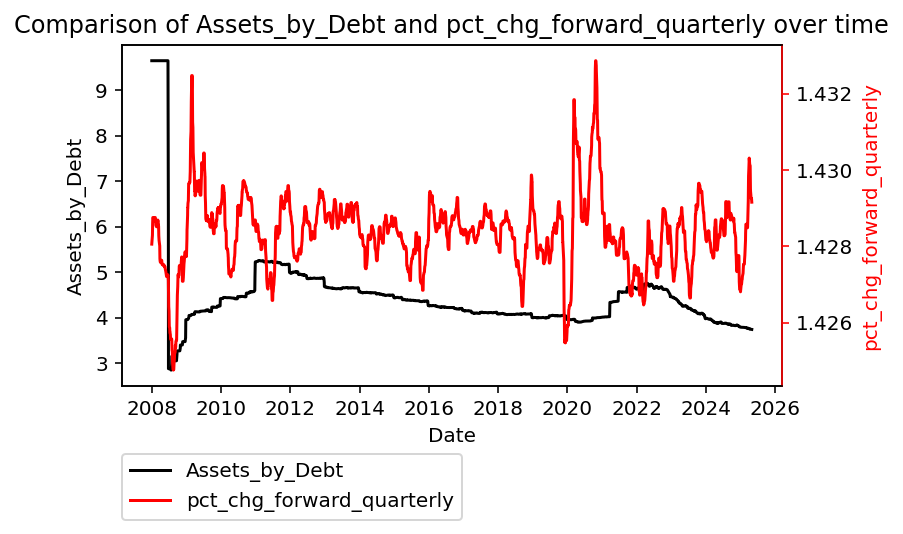 Comparison of Assets_by_Debt and pct_chg_forward_quarterly over time
Assets_by_Debt
9
8
7
6
5
4
3
1.432
1.430
1.428
1.426
pct_chg_forward_quarterly
2008 2010 2012 2014 2016 2018 2020 2022 2024 2026
Date
Assets_by_Debt
pct_chg_forward_quarterly